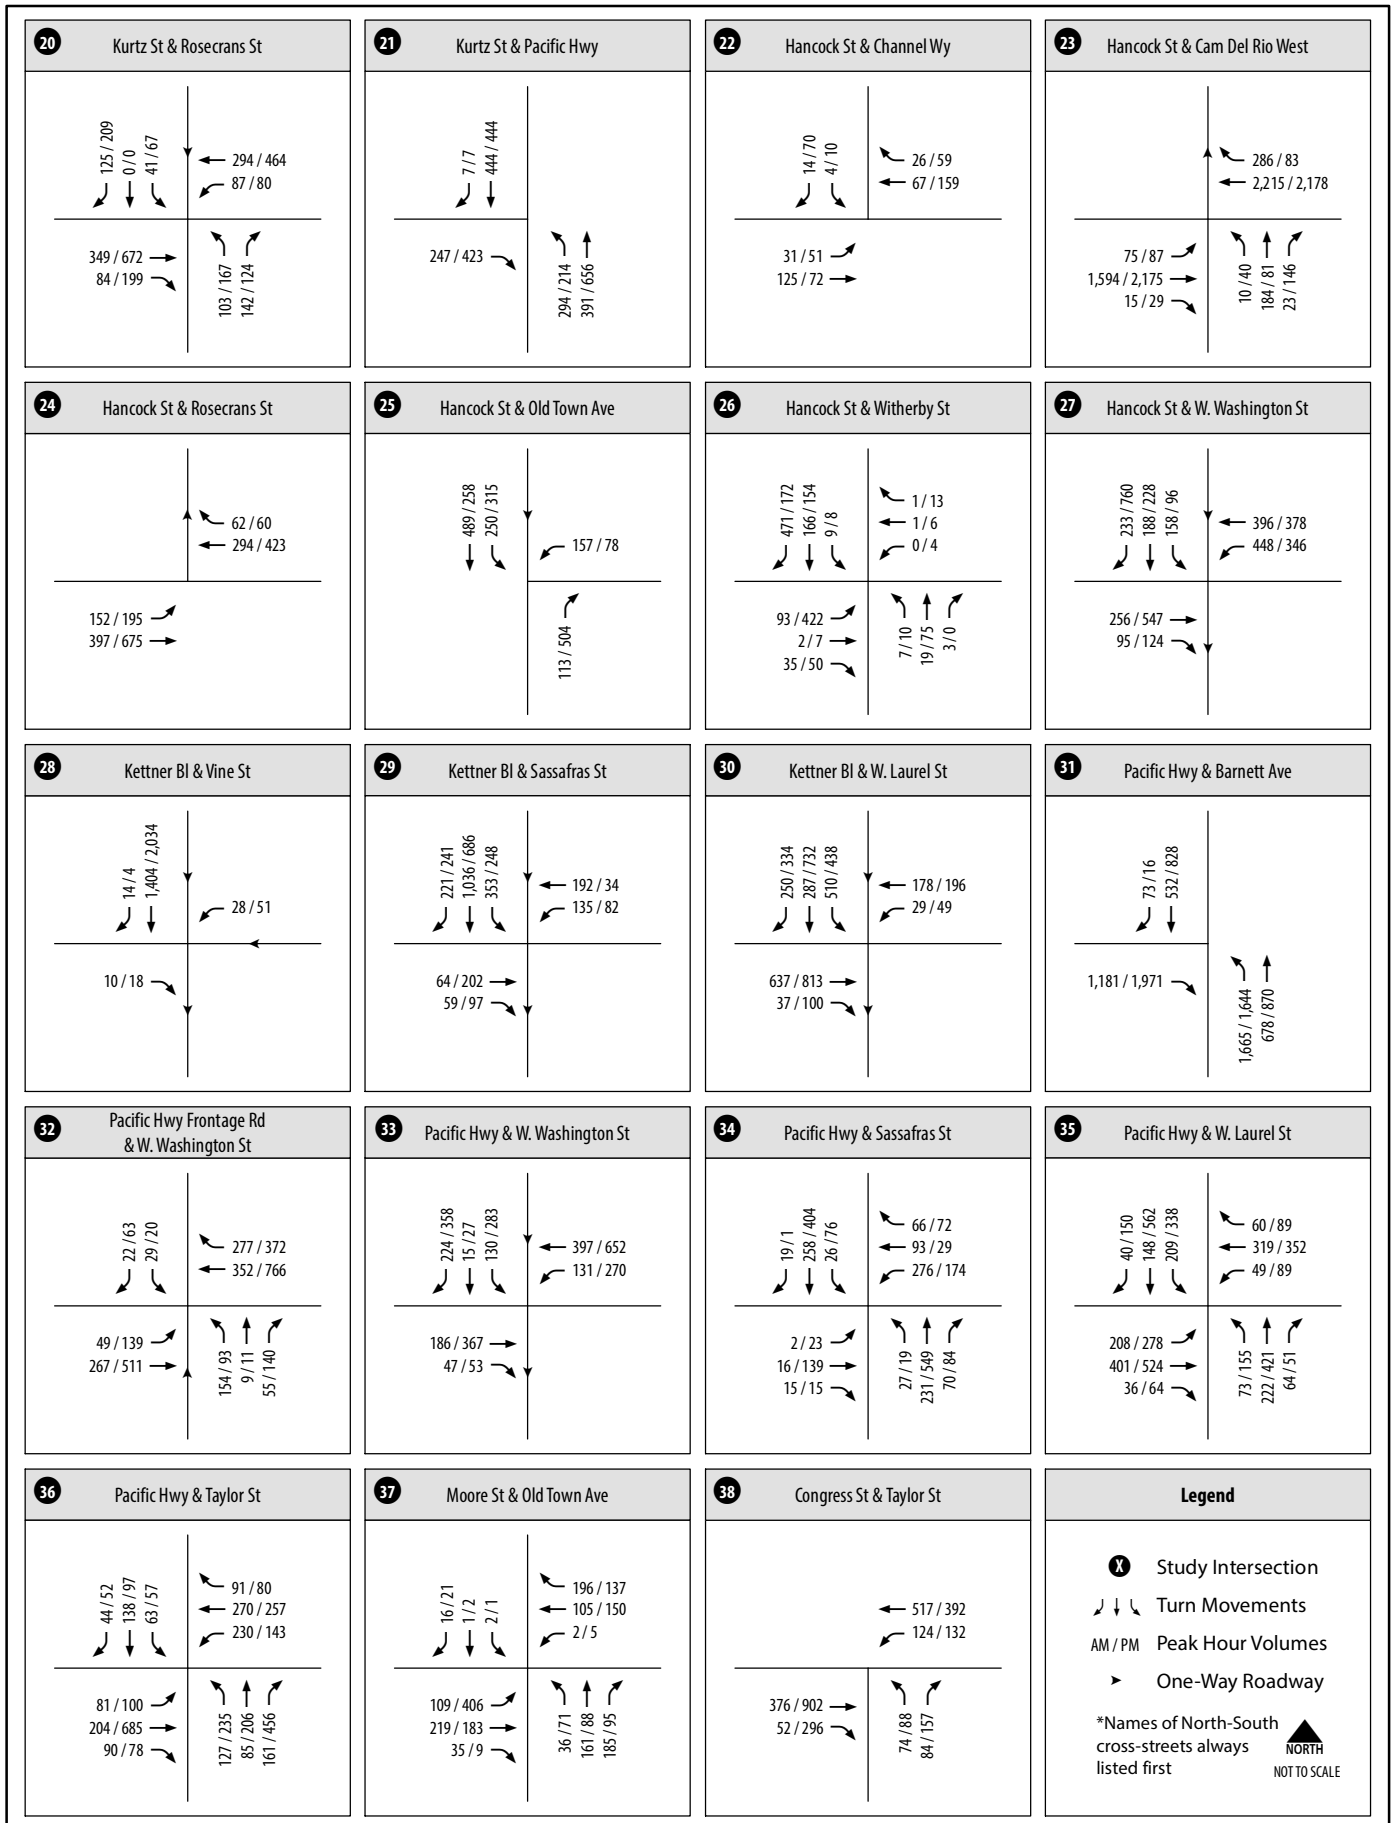 20
Kurtz St & Rosecrans St
125 / 209
0 / 0
41 / 67
294 / 464
87 / 80
349 / 672
84 / 199
103 / 167
142 / 124
21
Kurtz St & Pacific Hwy
7 / 7
444 / 444
247 / 423
294 / 214
391 / 656
22
Hancock St & Channel Wy
14 / 70
4 / 10
26 / 59
67 / 159
31 / 51
125 / 72
23
Hancock St & Cam Del Rio West
286 / 83
2,215 / 2,178
75 / 87
1,594 / 2,175
15 / 29
10 / 40
184 / 81
23 / 146
24
Hancock St & Rosecrans St
62 / 60
294 / 423
152 / 195
397 / 675
25
Hancock St & Old Town Ave
489 / 258
250 / 315
157 / 78
113 / 504
26
Hancock St & Witherby St
471 / 172
166 / 154
9 / 8
1 / 13
1 / 6
0 / 4
93 / 422
2 / 7
35 / 50
7 / 10
19 / 75
3 / 0
27
Hancock St & W. Washington St
233 / 760
188 / 228
158 / 96
396 / 378
448 / 346
256 / 547
95 / 124
28
Kettner Bl & Vine St
14 / 4
1,404 / 2,034
28 / 51
10 / 18
29
Kettner Bl & Sassafras St
221 / 241
1,036 / 686
353 / 248
192 / 34
135 / 82
64 / 202
59 / 97
30
Kettner Bl & W. Laurel St
250 / 334
287 / 732
510 / 438
178 / 196
29 / 49
637 / 813
37 / 100
31
Pacific Hwy & Barnett Ave
73 / 16
532 / 828
1,181 / 1,971
1,665 / 1,644
678 / 870
32
Pacific Hwy Frontage Rd
& W. Washington St
22 / 63
29 / 20
277 / 372
352 / 766
49 / 139
267 / 511
154 / 93
9 / 11
55 / 140
33
Pacific Hwy & W. Washington St
224 / 358
15 / 27
130 / 283
397 / 652
131 / 270
186 / 367
47 / 53
34
Pacific Hwy & Sassafras St
19 / 1
258 / 404
26 / 76
66 / 72
93 / 29
276 / 174
2 / 23
16 / 139
15 / 15
27 / 19
231 / 549
70 / 84
35
Pacific Hwy & W. Laurel St
40 / 150
148 / 562
209 / 338
60 / 89
319 / 352
49 / 89
208 / 278
401 / 524
36 / 64
73 / 155
222 / 421
64 / 51
36
Pacific Hwy & Taylor St
44 / 52
138 / 97
63 / 57
91 / 80
270 / 257
230 / 143
81 / 100
204 / 685
90 / 78
127 / 235
85 / 206
161 / 456
37
Moore St & Old Town Ave
16 / 21
1 / 2
2 / 1
196 / 137
105 / 150
2 / 5
109 / 406
219 / 183
35 / 9
36 / 71
161 / 88
185 / 95
38
Congress St & Taylor St
517 / 392
124 / 132
376 / 902
52 / 296
74 / 88
84 / 157
Legend
X Study Intersection
Turn Movements
AM / PM Peak Hour Volumes
One-Way Roadway
*Names of North-South
cross-streets always
listed first
NORTH
NOT TO SCALE